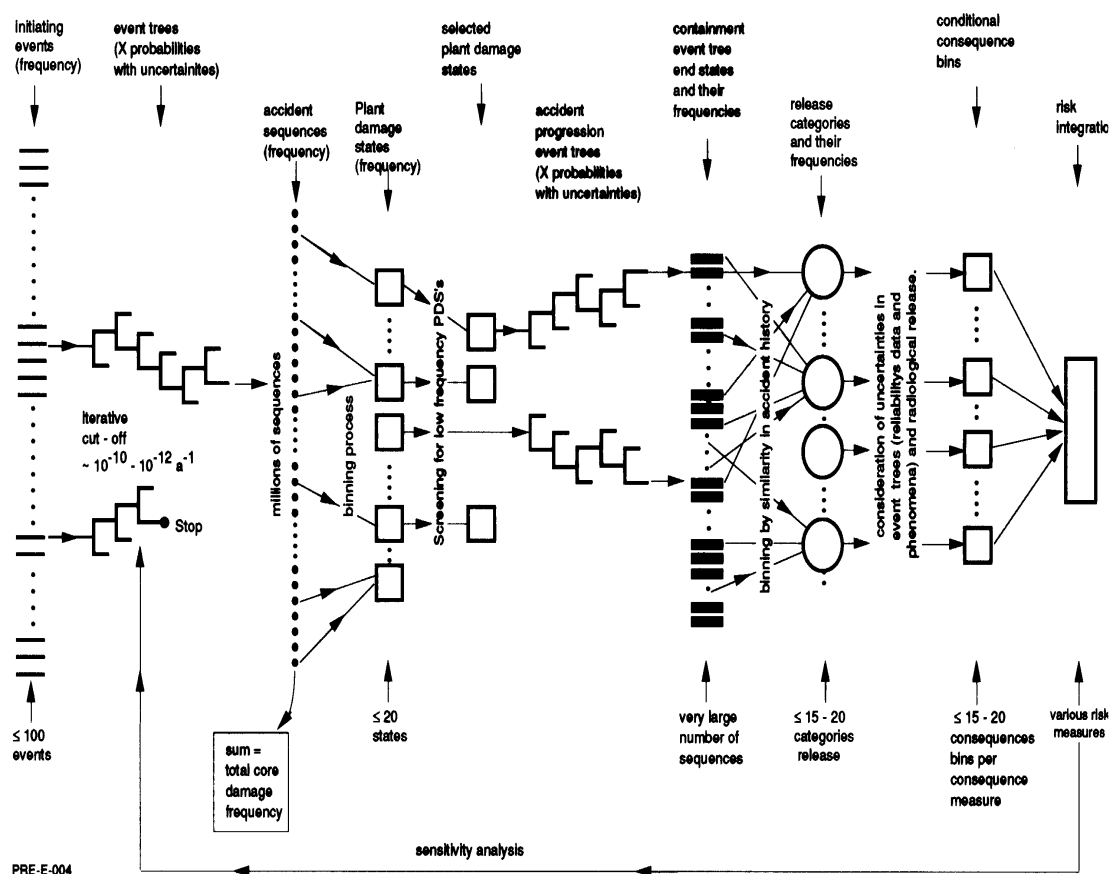 initiating
events
(frequency)
event trees
(X probabilities
with uncertainites)
accident
sequences
(frequency)
Plant
damage
states
(frequency)
selected
plant damage
states
accident
progression
event trees
(X probabilities
with uncertainties)
containment
event tree
end states
and their
frequencies
release
categories
and their
frequencies
conditional
consequence
bins
risk
integratio
iterative
cut - off
~ 10⁻¹⁰ - 10⁻¹² a⁻¹
Stop
millions of sequences
binning process
Screening for low frequency PDS's
binning by similarity in accident history
consideration of uncertainties in
event trees (reliabilitys data and
phenomena) and radiological release.
≤ 100
events
sum =
total core
damage
frequency
≤ 20
states
very large
number of
sequences
≤ 15 - 20
categories
release
≤ 15 - 20
consequences
bins per
consequence
measure
various risk
measures
sensitivity analysis
PRE-E-004